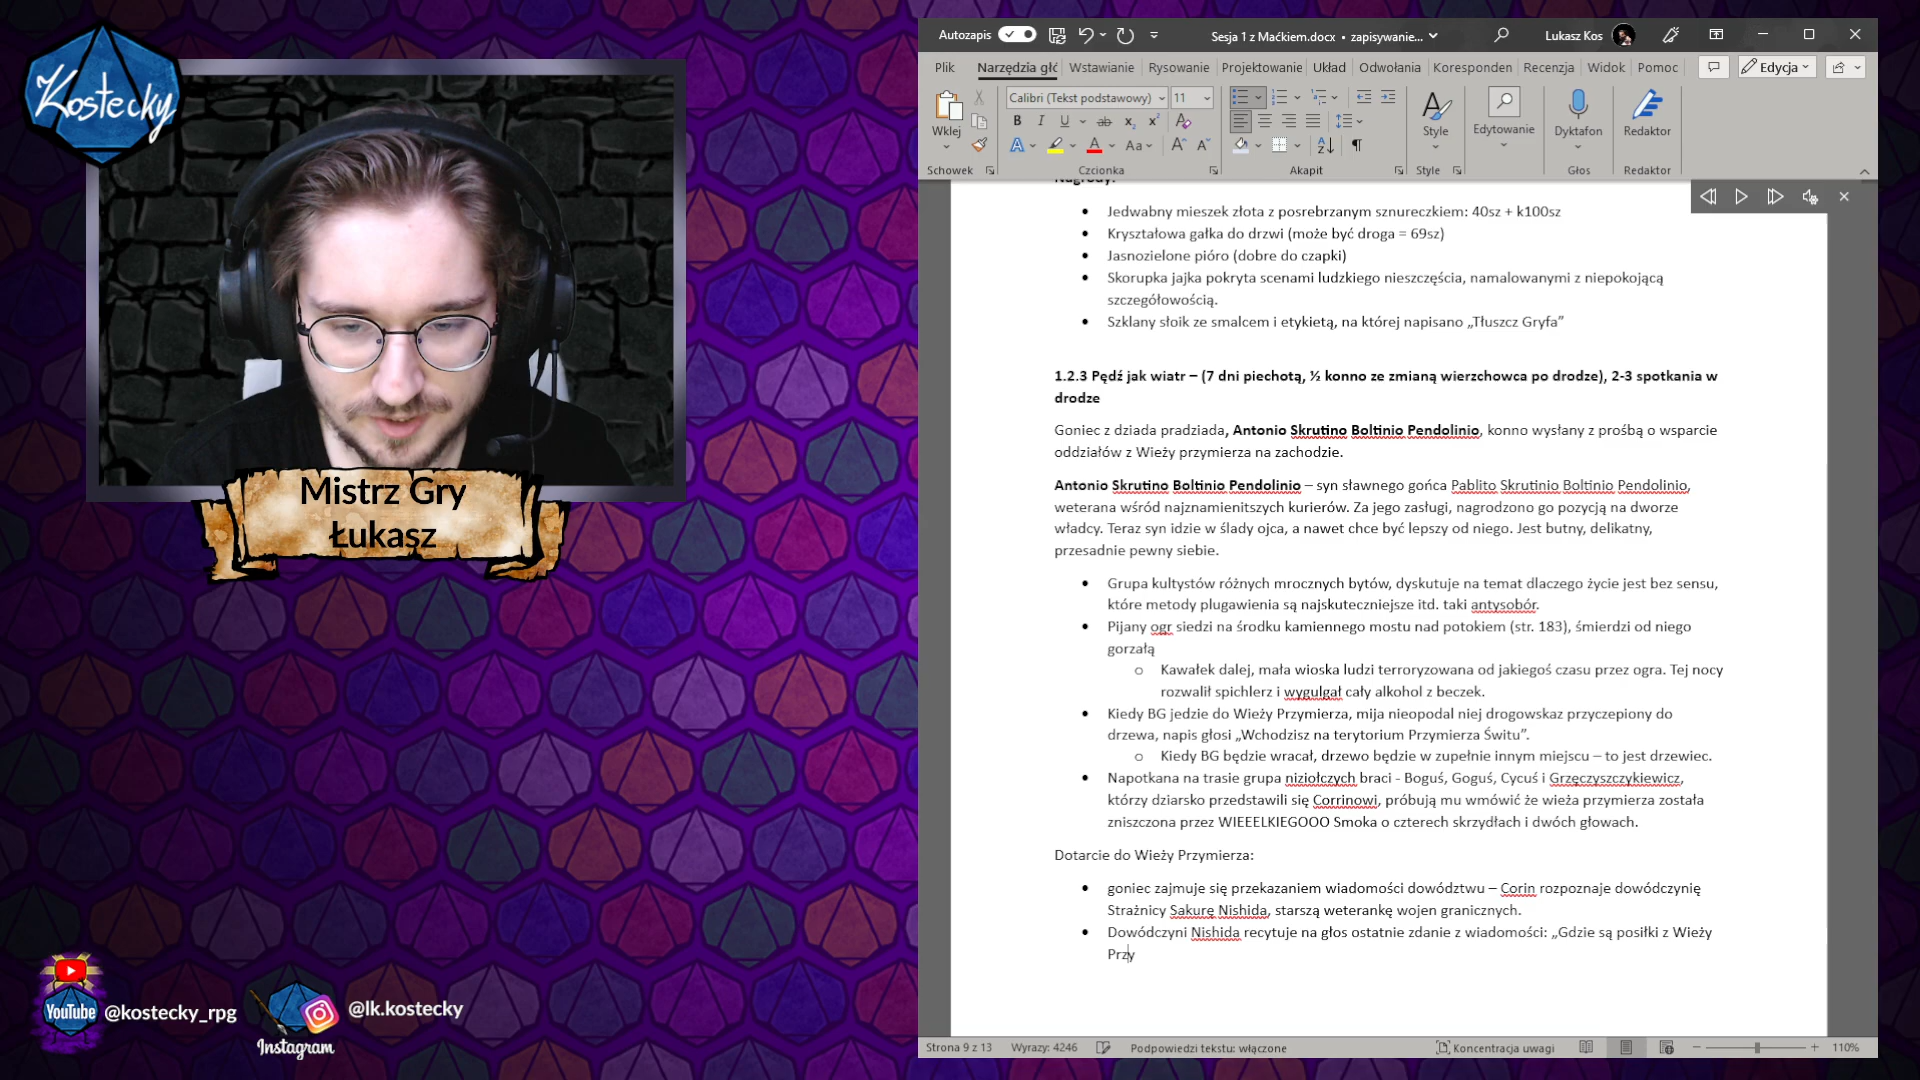 Kostecky
Mistrz Gry
Łukasz
YouTube @kostecky_rpg
Instagram @lk.kostecky
Autozapis
Sesja 1 z Maćkiem.docx • zapisywanie...
Lukasz Kos
Plik Narzędzia głć Wstawianie Rysowanie Projektowanie Układ Odwołania Koresponden Recenzja Widok Pomoc Edycja
Calibri (Tekst podstawowy) 11
Wklej
Style
Edytowanie
Dyktafon
Redaktor
Schowek Czcionka Akapit Style Głos Redaktor
Nagrody:
• Jedwabny mieszek złota z posrebrzanym sznureczkiem: 40sz + k100sz
• Kryształowa gałka do drzwi (może być droga = 69sz)
• Jasnozielone pióro (dobre do czapki)
• Skorupka jajka pokryta scenami ludzkiego nieszczęścia, namalowanymi z niepokojącą
szczegółowością.
• Szklany słoik ze smalcem i etykietą, na której napisano „Tłuszcz Gryfa”
1.2.3 Pędź jak wiatr – (7 dni piechotą, ½ konno ze zmianą wierzchowca po drodze), 2-3 spotkania w
drodze
Goniec z dziada pradziada, Antonio Skrutino Boltinio Pendolinio, konno wysłany z prośbą o wsparcie
oddziałów z Wieży przymierza na zachodzie.
Antonio Skrutino Boltinio Pendolinio – syn sławnego gońca Pablito Skrutinio Boltinio Pendolinio,
weterana wśród najznamienitszych kurierów. Za jego zasługi, nagrodzono go pozycją na dworze
władcy. Teraz syn idzie w ślady ojca, a nawet chce być lepszy od niego. Jest butny, delikatny,
przesadnie pewny siebie.
• Grupa kultystów różnych mrocznych bytów, dyskutuje na temat dlaczego życie jest bez sensu,
które metody plugawienia są najskuteczniejsze itd. taki antysobór.
• Pijany ogr siedzi na środku kamiennego mostu nad potokiem (str. 183), śmierdzi od niego
gorzałą
o Kawałek dalej, mała wioska ludzi terroryzowana od jakiegoś czasu przez ogra. Tej nocy
rozwalił spichlerz i wygulgał cały alkohol z beczek.
• Kiedy BG jedzie do Wieży Przymierza, mija nieopodal niej drogowskaz przyczepiony do
drzewa, napis głosi „Wchodzisz na terytorium Przymierza Świtu”.
o Kiedy BG będzie wracał, drzewo będzie w zupełnie innym miejscu – to jest drzewiec.
• Napotkana na trasie grupa niziołczych braci - Boguś, Goguś, Cycuś i Grzęczyszczykiewicz,
którzy dziarsko przedstawili się Corrinowi, próbują mu wmówić że wieża przymierza została
zniszczona przez WIEEELKIEGOOO Smoka o czterech skrzydłach i dwóch głowach.
Dotarcie do Wieży Przymierza:
• goniec zajmuje się przekazaniem wiadomości dowództwu – Corin rozpoznaje dowódczynię
Strażnicy Sakurę Nishida, starszą weterankę wojen granicznych.
• Dowódczyni Nishida recytuje na głos ostatnie zdanie z wiadomości: „Gdzie są posiłki z Wieży
Przy
Strona 9 z 13 Wyrazy: 4246 Podpowiedzi tekstu: włączone Koncentracja uwagi 110%